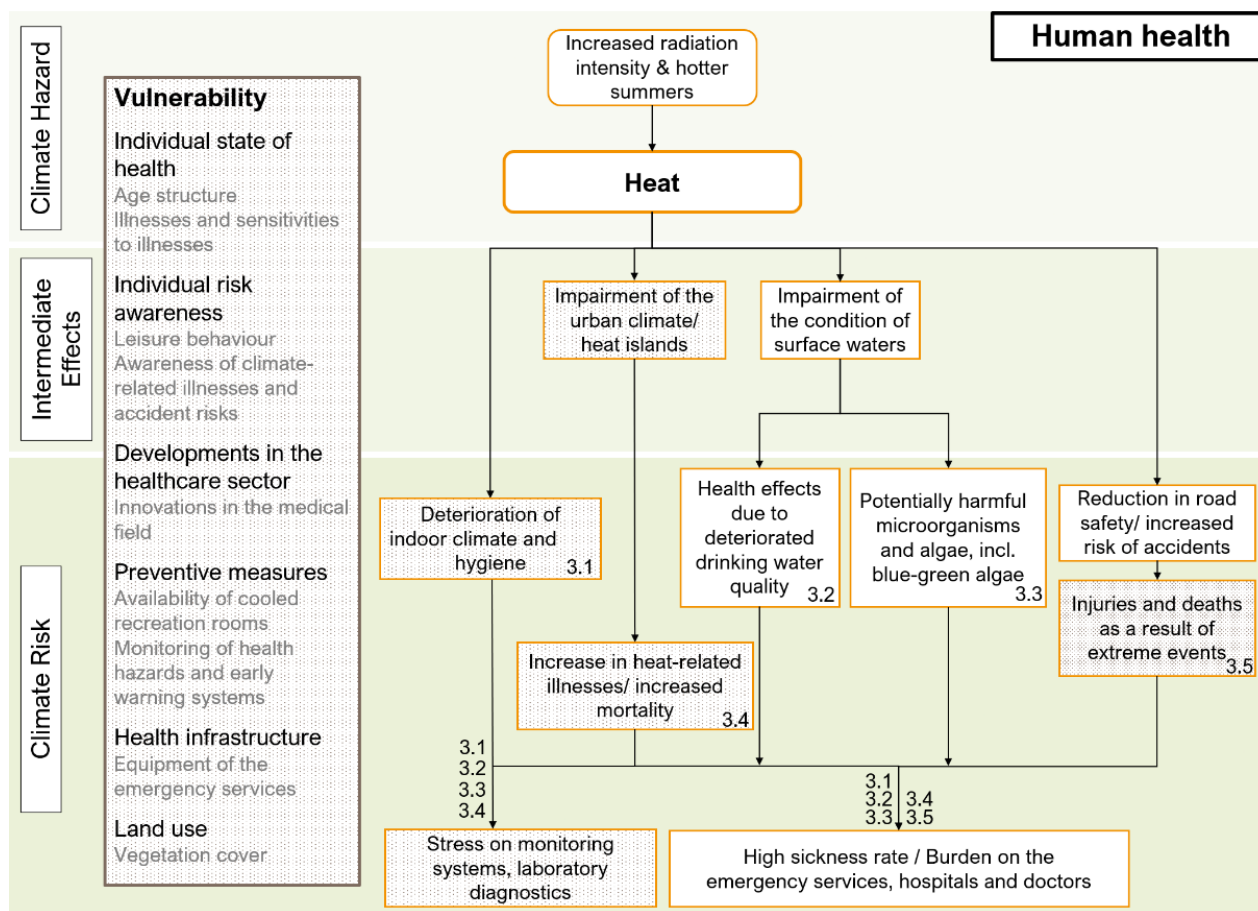 Human health
Climate Hazard
Increased radiation
intensity & hotter
summers
Heat
Vulnerability
Individual state of
health
Age structure
Illnesses and sensitivities
to illnesses
Individual risk
awareness
Leisure behaviour
Awareness of climate-
related illnesses and
accident risks
Developments in the
healthcare sector
Innovations in the medical
field
Preventive measures
Availability of cooled
recreation rooms
Monitoring of health
hazards and early
warning systems
Health infrastructure
Equipment of the
emergency services
Land use
Vegetation cover
Intermediate
Effects
Impairment of the
urban climate/
heat islands
Impairment of
the condition of
surface waters
Climate Risk
Deterioration of
indoor climate and
hygiene
3.1
Health effects
due to
deteriorated
drinking water
quality
3.2
Potentially harmful
microorganisms
and algae, incl.
blue-green algae
3.3
Reduction in road
safety/ increased
risk of accidents
Injuries and deaths
as a result of
extreme events
3.5
Increase in heat-related
illnesses/ increased
mortality
3.4
3.1
3.2
3.3
3.4
3.1
3.2 3.4
3.3 3.5
Stress on monitoring
systems, laboratory
diagnostics
High sickness rate / Burden on the
emergency services, hospitals and doctors